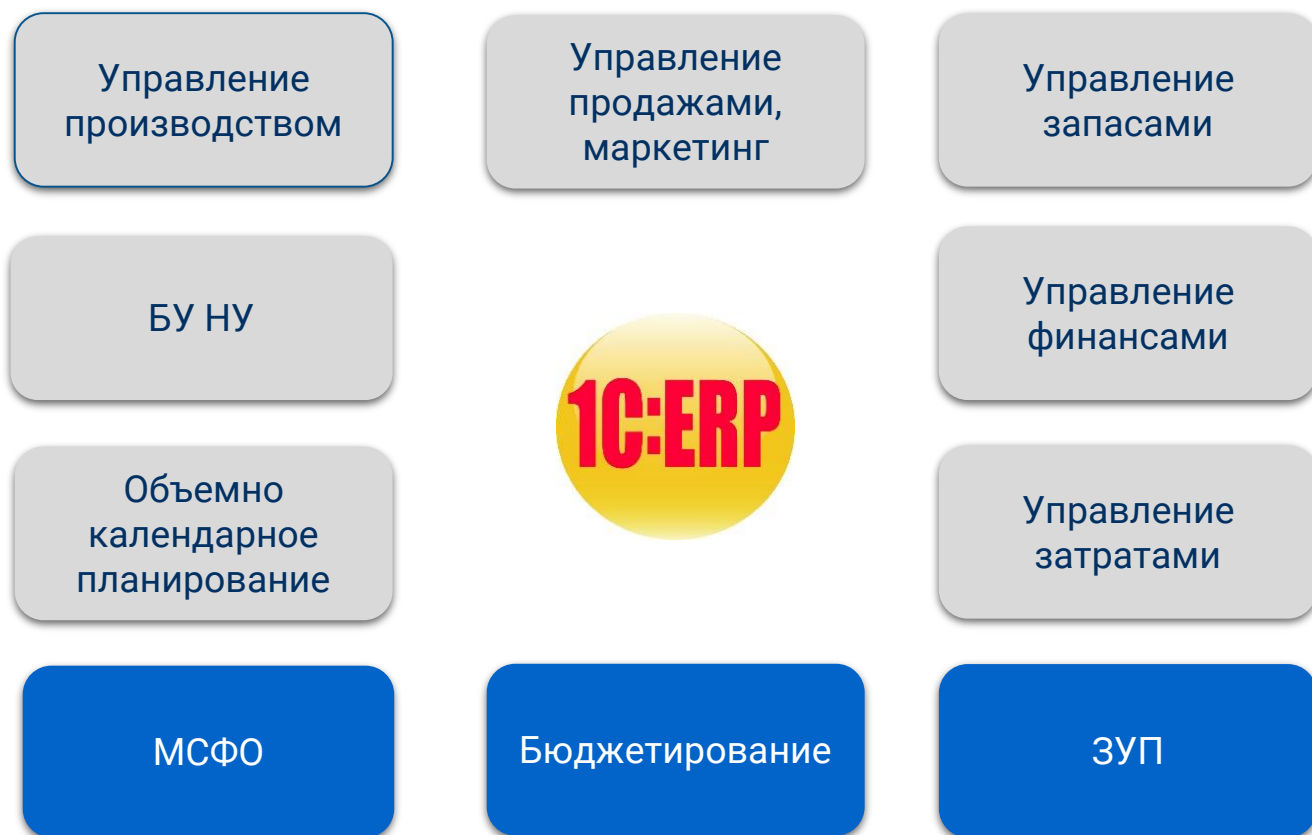 Управление
производством
Управление
продажами,
маркетинг
Управление
запасами
БУ НУ
Управление
финансами
1С:ERP
Объемно
календарное
планирование
Управление
затратами
МСФО
Бюджетирование
ЗУП